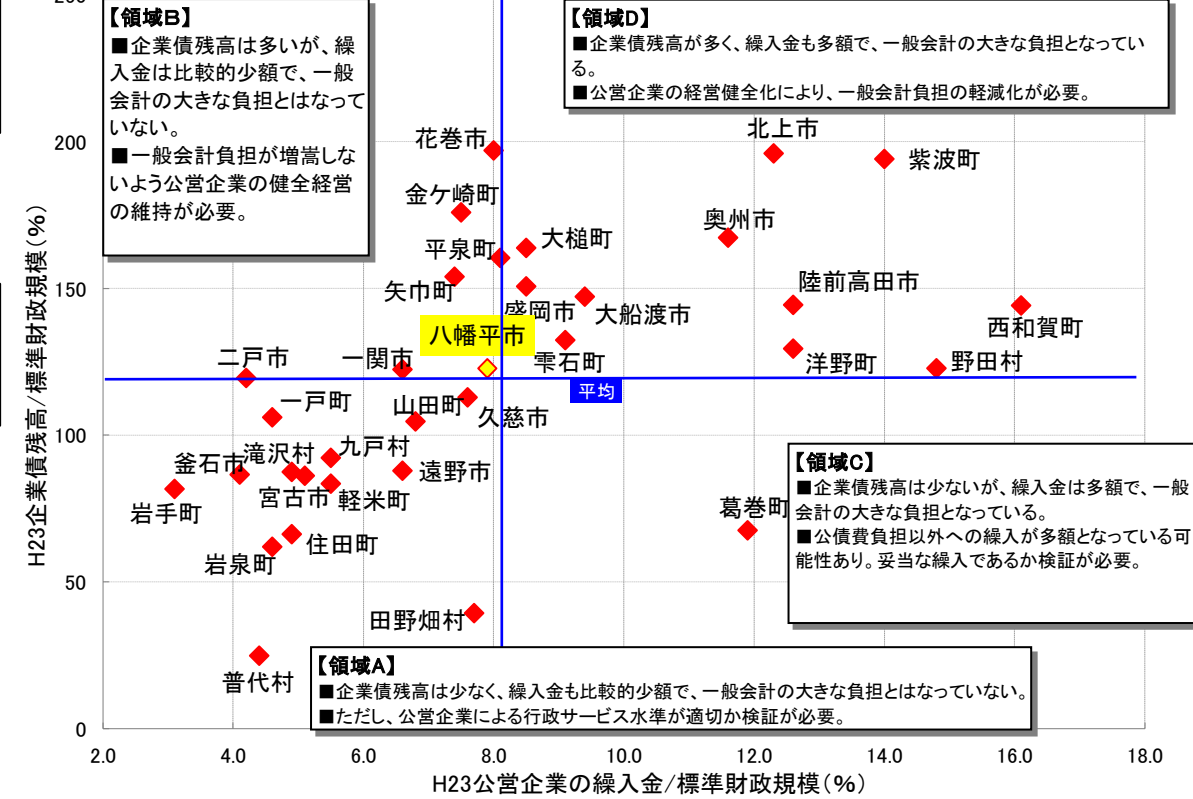 【領域B】
■企業債残高は多いが、繰
入金は比較的少額で、一般
会計の大きな負担とはなって
いない。
■一般会計負担が増嵩しな
いよう公営企業の健全経営
の維持が必要。
【領域D】
■企業債残高が多く、繰入金も多額で、一般会計の大きな負担となってい
る。
■公営企業の経営健全化により、一般会計負担の軽減化が必要。
北上市
花巻市
紫波町
金ケ崎町
奥州市
大槌町
平泉町
陸前高田市
矢巾町
盛岡市
大船渡市
西和賀町
八幡平市
二戸市
一関市
雫石町
洋野町
野田村
平均
一戸町
山田町
久慈市
釜石市
滝沢村
九戸村
遠野市
宮古市
軽米町
岩手町
葛巻町
住田町
岩泉町
田野畑村
普代村
【領域C】
■企業債残高は少ないが、繰入金は多額で、一般
会計の大きな負担となっている。
■公債費負担以外への繰入が多額となっている可
能性あり。妥当な繰入であるか検証が必要。
【領域A】
■企業債残高は少なく、繰入金も比較的少額で、一般会計の大きな負担とはなっていない。
■ただし、公営企業による行政サービス水準が適切か検証が必要。
H23企業債残高/標準財政規模(%)
200
150
100
50
0
2.0 4.0 6.0 8.0 10.0 12.0 14.0 16.0 18.0
H23公営企業の繰入金/標準財政規模(%)